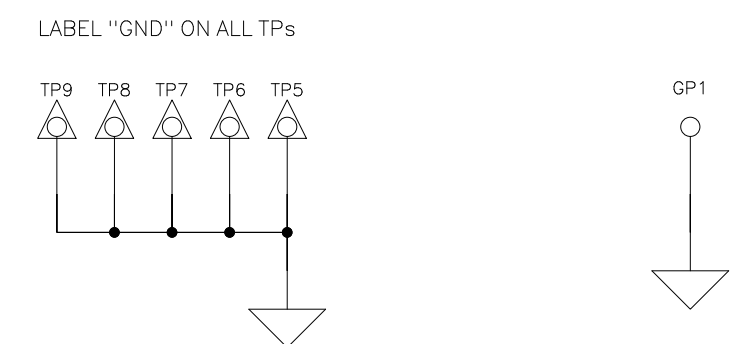 LABEL "GND" ON ALL TPs
TP9 TP8 TP7 TP6 TP5
GP1